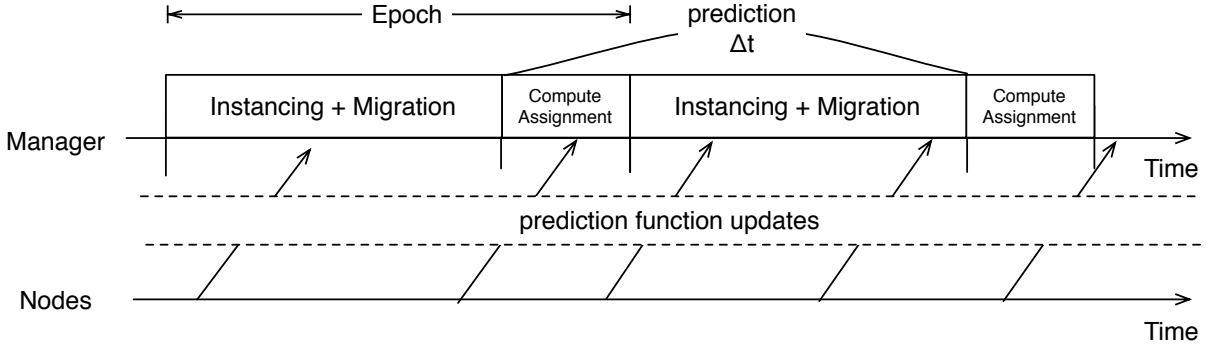 Epoch
prediction
Δt
Instancing + Migration
Compute
Assignment
Instancing + Migration
Compute
Assignment
Manager
Time
prediction function updates
Nodes
Time